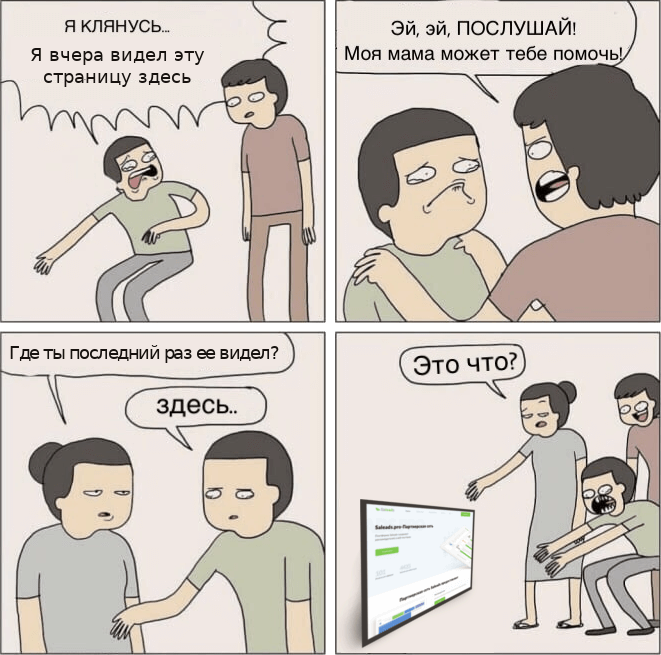 Я КЛЯНУСЬ...
Я вчера видел эту
страницу здесь
Эй, эй, ПОСЛУШАЙ!
Моя мама может тебе помочь!
Где ты последний раз ее видел?
здесь..
Это что?
Saleads
Saleads.pro-Партнерская сеть